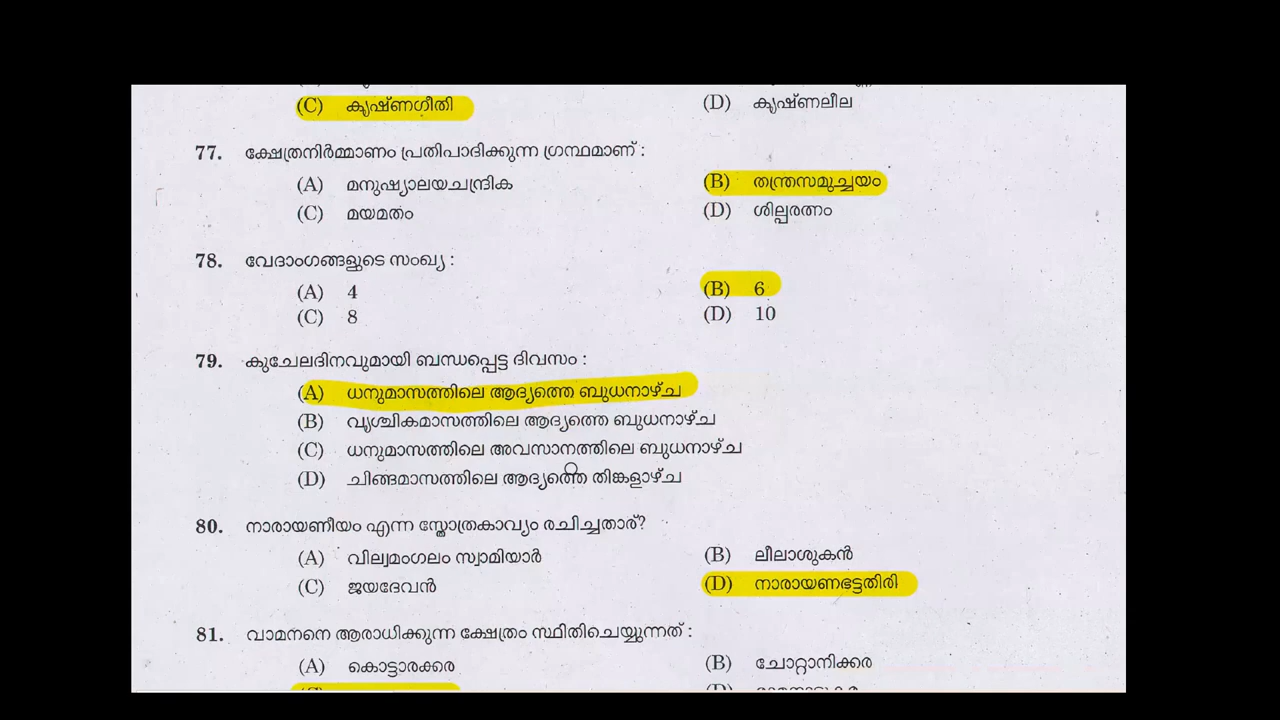 (C) കൃഷ്ണഗീതി (D) കൃഷ്ണലീല
77. ക്ഷേത്രനിർമ്മാണം പ്രതിപാദിക്കുന്ന ഗ്രന്ഥമാണ് :
(A) മനുഷ്യാലയചന്ദ്രിക (B) തന്ത്രസമുച്ചയം
(C) മയമതം (D) ശില്പരത്നം
78. വേദാംഗങ്ങളുടെ സംഖ്യ :
(A) 4 (B) 6
(C) 8 (D) 10
79. കുചേലദിനവുമായി ബന്ധപ്പെട്ട ദിവസം :
(A) ധനുമാസത്തിലെ ആദ്യത്തെ ബുധനാഴ്ച
(B) വൃശ്ചികമാസത്തിലെ ആദ്യത്തെ ബുധനാഴ്ച
(C) ധനുമാസത്തിലെ അവസാനത്തിലെ ബുധനാഴ്ച
(D) ചിങ്ങമാസത്തിലെ ആദ്യത്തെ തിങ്കളാഴ്ച
80. നാരായണീയം എന്ന സ്തോത്രകാവ്യം രചിച്ചതാര്?
(A) വില്വമംഗലം സ്വാമിയാർ (B) ലീലാശുകൻ
(C) ജയദേവൻ (D) നാരായണഭട്ടതിരി
81. വാമനനെ ആരാധിക്കുന്ന ക്ഷേത്രം സ്ഥിതിചെയ്യുന്നത് :
(A) കൊട്ടാരക്കര (B) ചോറ്റാനിക്കര